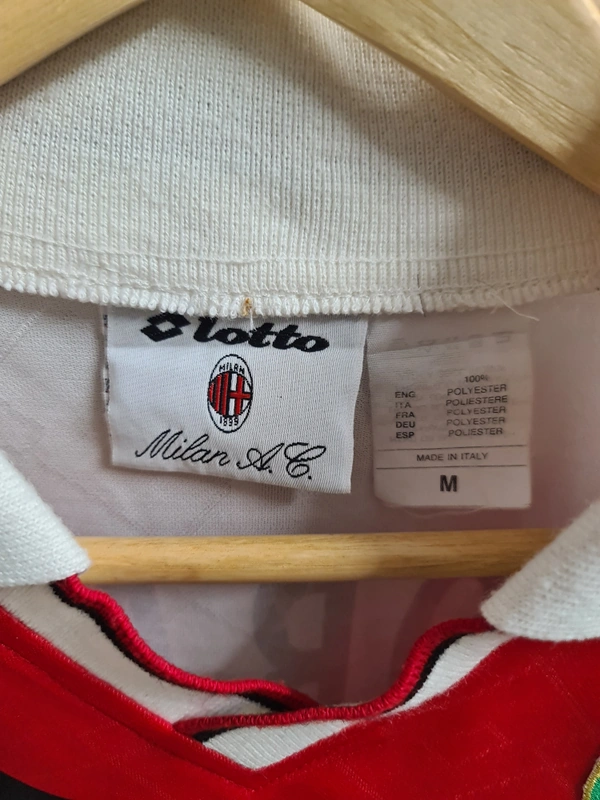 lotto
MILAN
1899
Milan A.C.
100%
ENG POLYESTER
ITA POLIESTERE
FRA POLYESTER
DEU POLYESTER
ESP POLIESTER
MADE IN ITALY
M